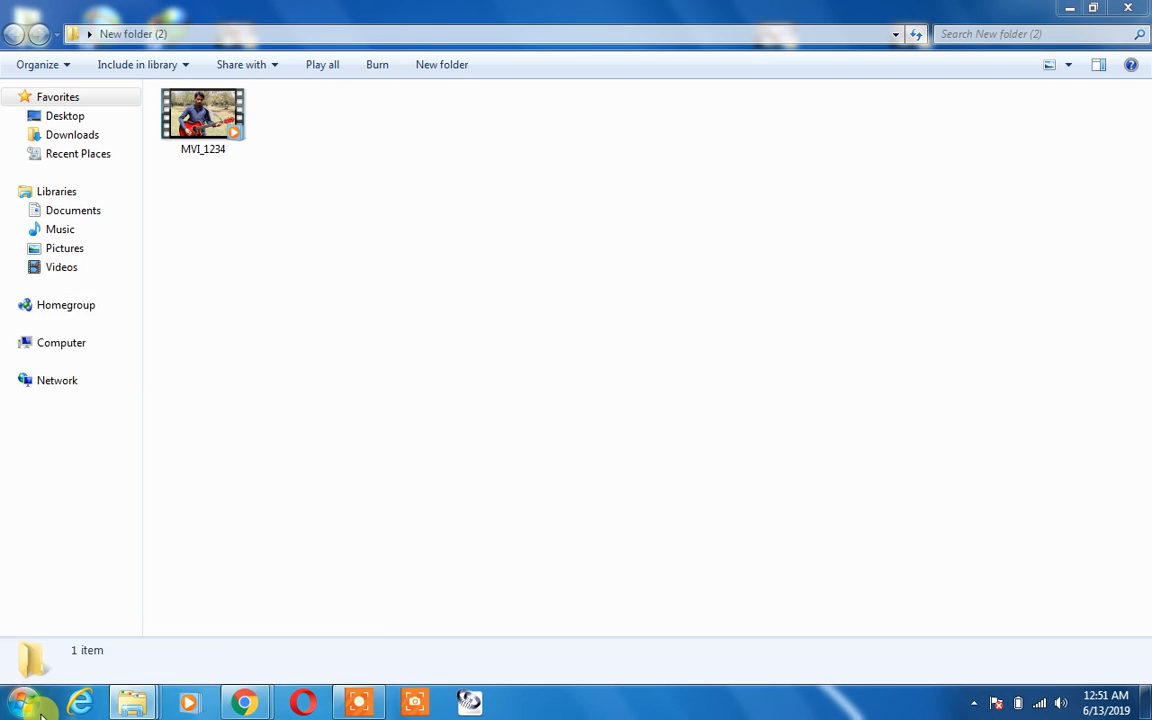 New folder (2)
Search New folder (2)
Organize Include in library Share with Play all Burn New folder
Favorites
Desktop
Downloads
Recent Places
Libraries
Documents
Music
Pictures
Videos
Homegroup
Computer
Network
MVI_1234
1 item
12:51 AM
6/13/2019